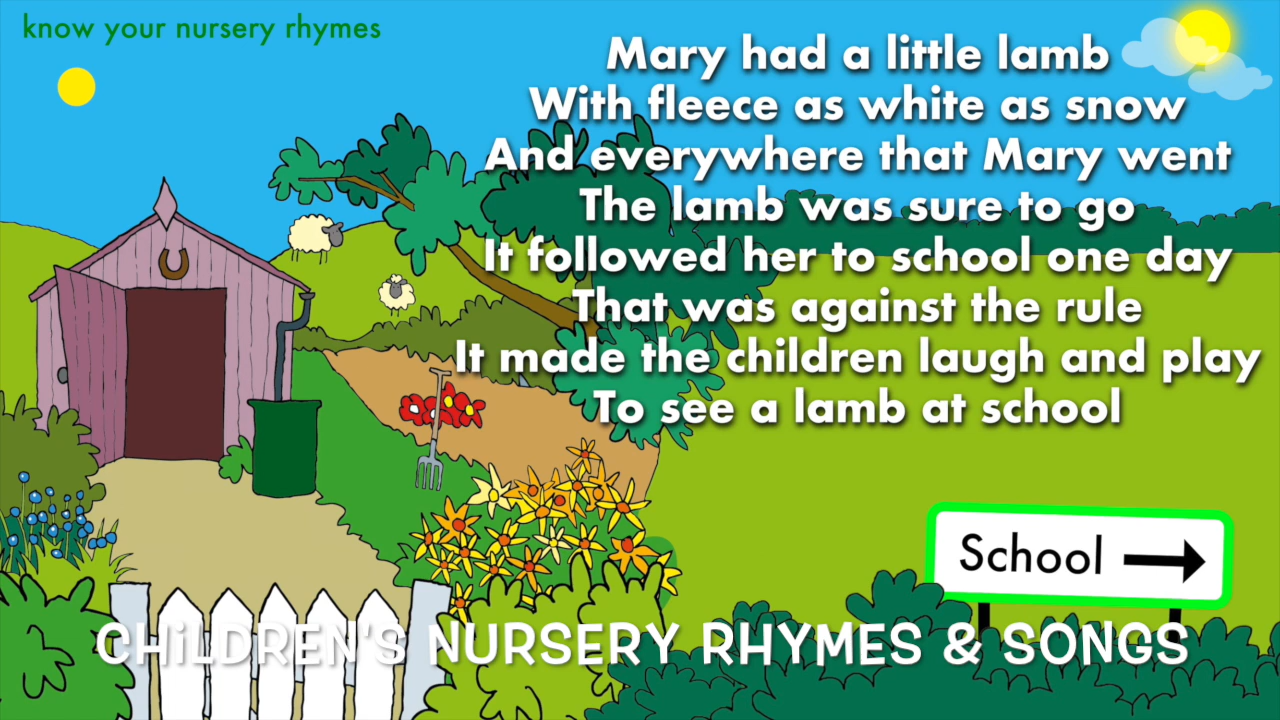 know your nursery rhymes
Mary had a little lamb
With fleece as white as snow
And everywhere that Mary went
The lamb was sure to go
It followed her to school one day
That was against the rule
It made the children laugh and play
To see a lamb at school
School →
CHiLDREN'S NURSERY RHYMES & SONGS